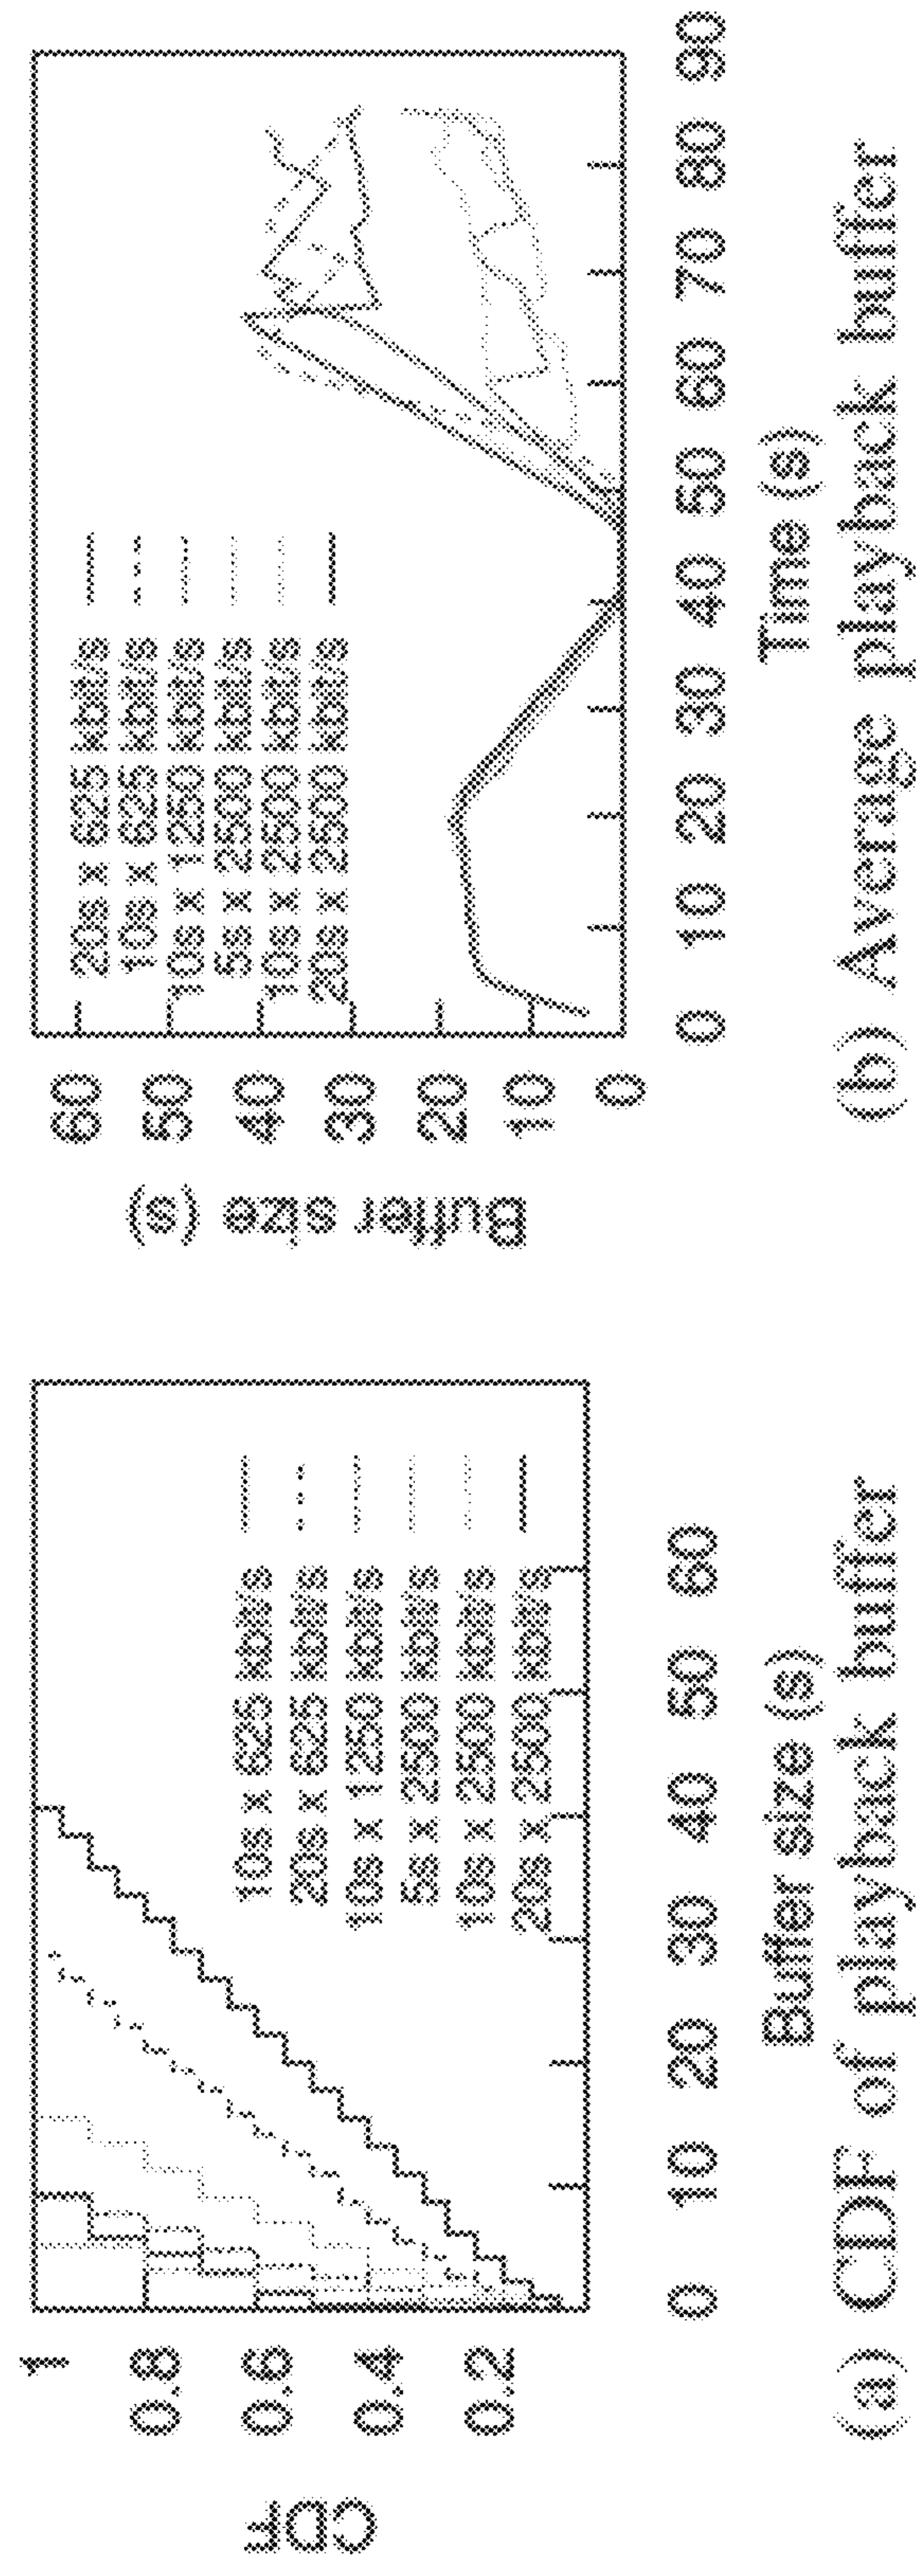 CDF
1
0.8
0.6
0.4
0.2
10s x 625 kbit/s
20s x 625 kbit/s
10s x 1250 kbit/s
5s x 2500 kbit/s
10s x 2500 kbit/s
20s x 2500 kbit/s
0 10 20 30 40 50 60
Buffer size (s)
(a) CDF of playback buffer
Buffer size (s)
60
50
40
30
20
10
0
20s x 625 kbit/s
10s x 625 kbit/s
10s x 1250 kbit/s
5s x 2500 kbit/s
10s x 2500 kbit/s
20s x 2500 kbit/s
0 10 20 30 40 50 60 70 80 90
Time (s)
(b) Average playback buffer